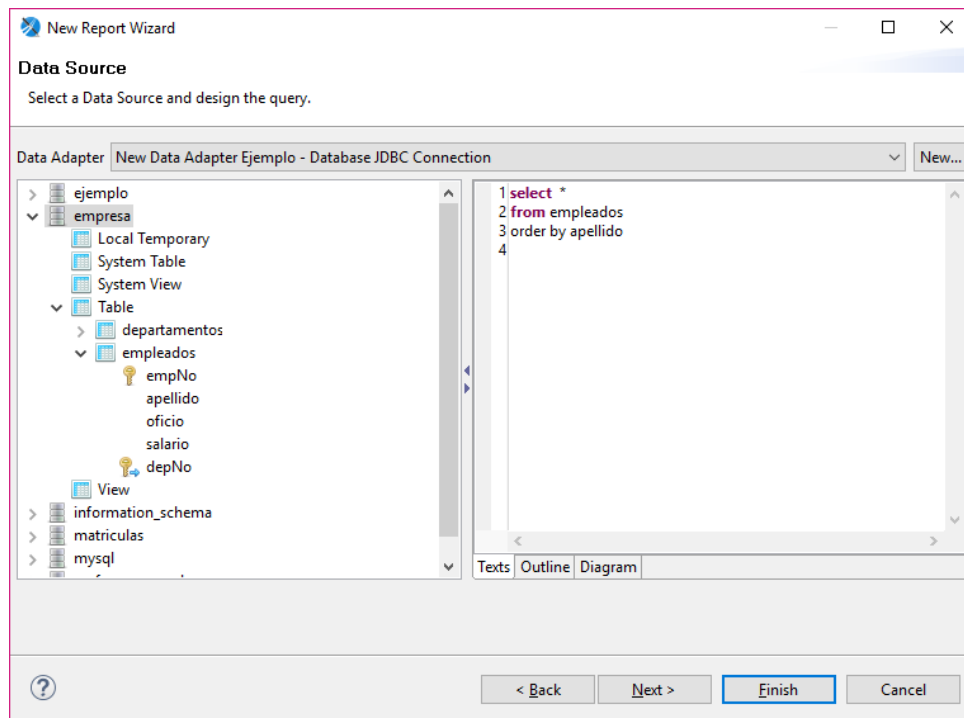 New Report Wizard
Data Source
Select a Data Source and design the query.
Data Adapter New Data Adapter Ejemplo - Database JDBC Connection New...
ejemplo
empresa
Local Temporary
System Table
System View
Table
departamentos
empleados
empNo
apellido
oficio
salario
depNo
View
information_schema
matriculas
mysql
1 select *
2 from empleados
3 order by apellido
4
Texts Outline Diagram
? < Back Next > Finish Cancel